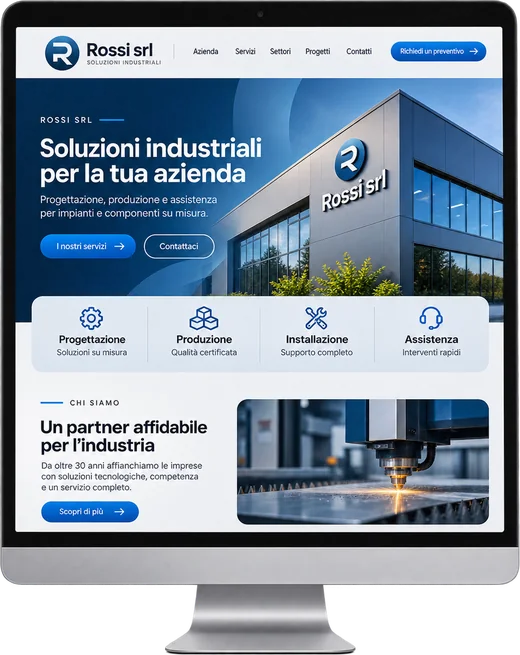 Rossi srl
SOLUZIONI INDUSTRIALI
Azienda
Servizi
Settori
Progetti
Contatti
Richiedi un preventivo
ROSSI SRL
Soluzioni industriali
per la tua azienda
Progettazione, produzione e assistenza
per impianti e componenti su misura.
I nostri servizi
Contattaci
R
Rossi srl
Progettazione
Soluzioni su misura
Produzione
Qualità certificata
Installazione
Supporto completo
Assistenza
Interventi rapidi
CHI SIAMO
Un partner affidabile
per l'industria
Da oltre 30 anni affianchiamo le imprese
con soluzioni tecnologiche, competenza
e un servizio completo.
Scopri di più